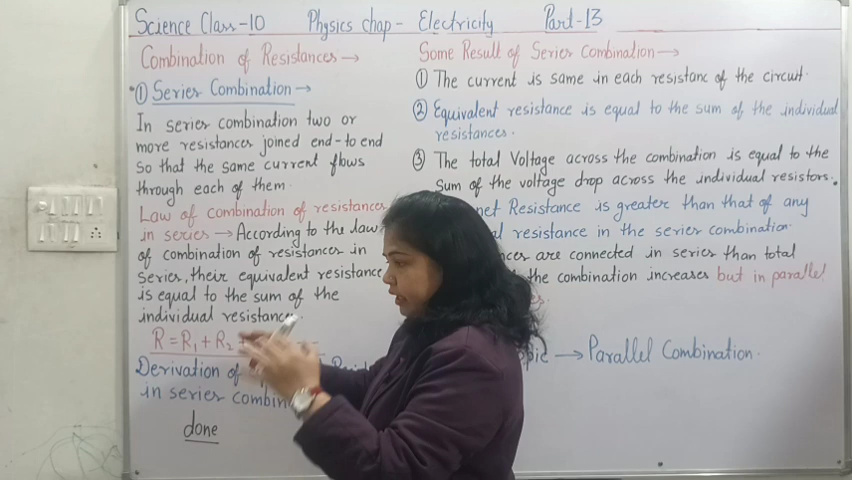 Science Class-10 Physics chap- Electricity Part-13
Combination of Resistances →
① Series Combination →
In series combination two or
more resistances joined end-to end
so that the same current flows
through each of them.
Law of combination of resistances
in series → According to the law
of combination of resistances in
series, their equivalent resistance
is equal to the sum of the
individual resistances
R = R₁ + R₂ +
Derivation of
in series combin
done
Some Result of Series Combination →
① The current is same in each resistanc of the circuit.
② Equivalent resistance is equal to the sum of the individual
resistances.
③ The total Voltage across the combination is equal to the
sum of the voltage drop across the individual resistors.
net Resistance is greater than that of any
resistance in the series combination.
are connected in series than total
the combination increases but in parallel
→ Parallel Combination.